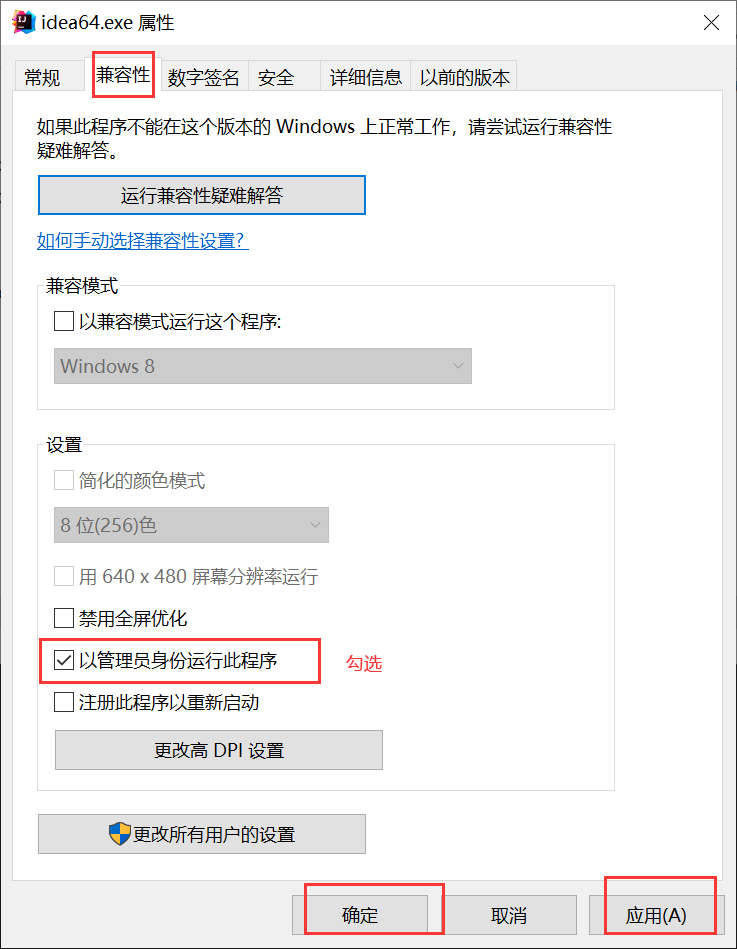 idea64.exe 属性
常规 兼容性 数字签名 安全 详细信息 以前的版本
如果此程序不能在这个版本的 Windows 上正常工作，请尝试运行兼容性
疑难解答。
运行兼容性疑难解答
如何手动选择兼容性设置?
兼容模式
以兼容模式运行这个程序:
Windows 8
设置
简化的颜色模式
8 位(256)色
用 640 x 480 屏幕分辨率运行
禁用全屏优化
以管理员身份运行此程序 勾选
注册此程序以重新启动
更改高 DPI 设置
更改所有用户的设置
确定 取消 应用(A)